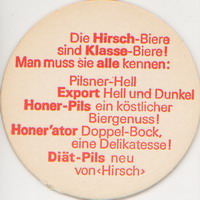 Die Hirsch-Biere
sind Klasse-Biere!
Man muss sie alle kennen:
Pilsner-Hell
Export Hell und Dunkel
Honer-Pils ein köstlicher
Biergenuss!
Honer'ator Doppel-Bock,
eine Delikatesse!
Diät-Pils neu
von ‹Hirsch›